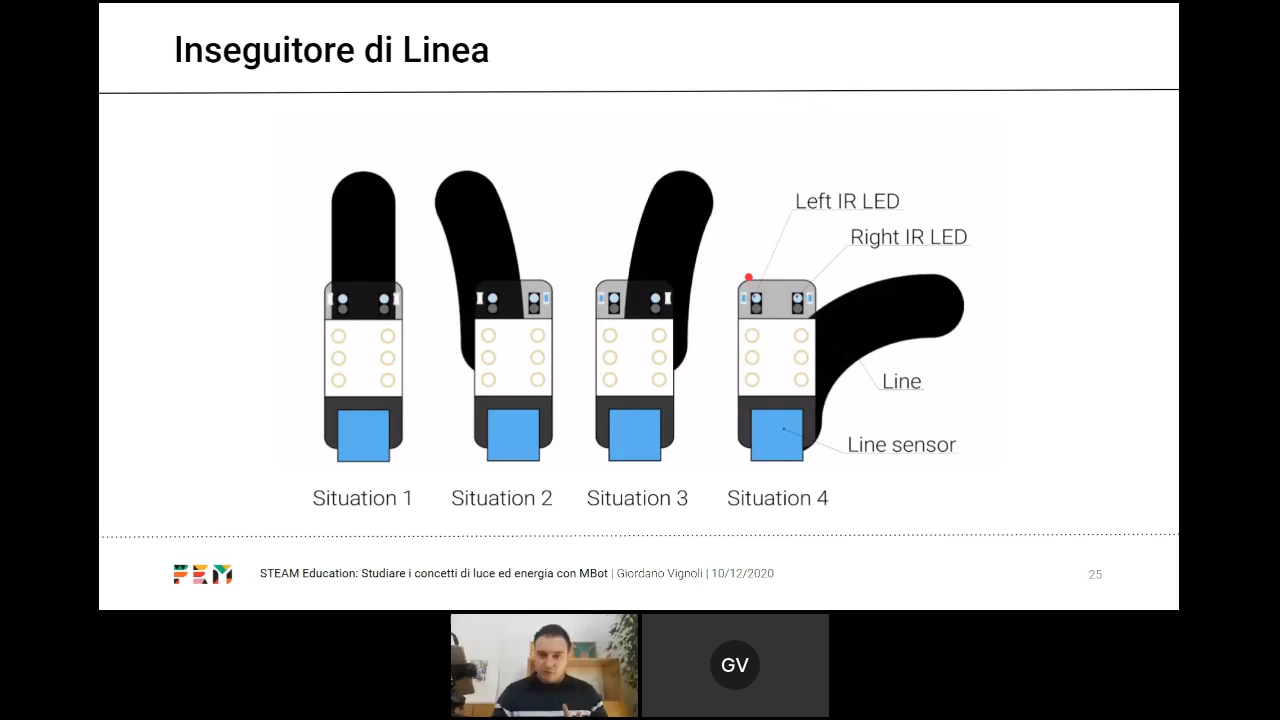 Inseguitore di Linea
Left IR LED
Right IR LED
Line
Line sensor
Situation 1
Situation 2
Situation 3
Situation 4
FEM
STEAM Education: Studiare i concetti di luce ed energia con MBot | Giordano Vignoli | 10/12/2020
25
GV